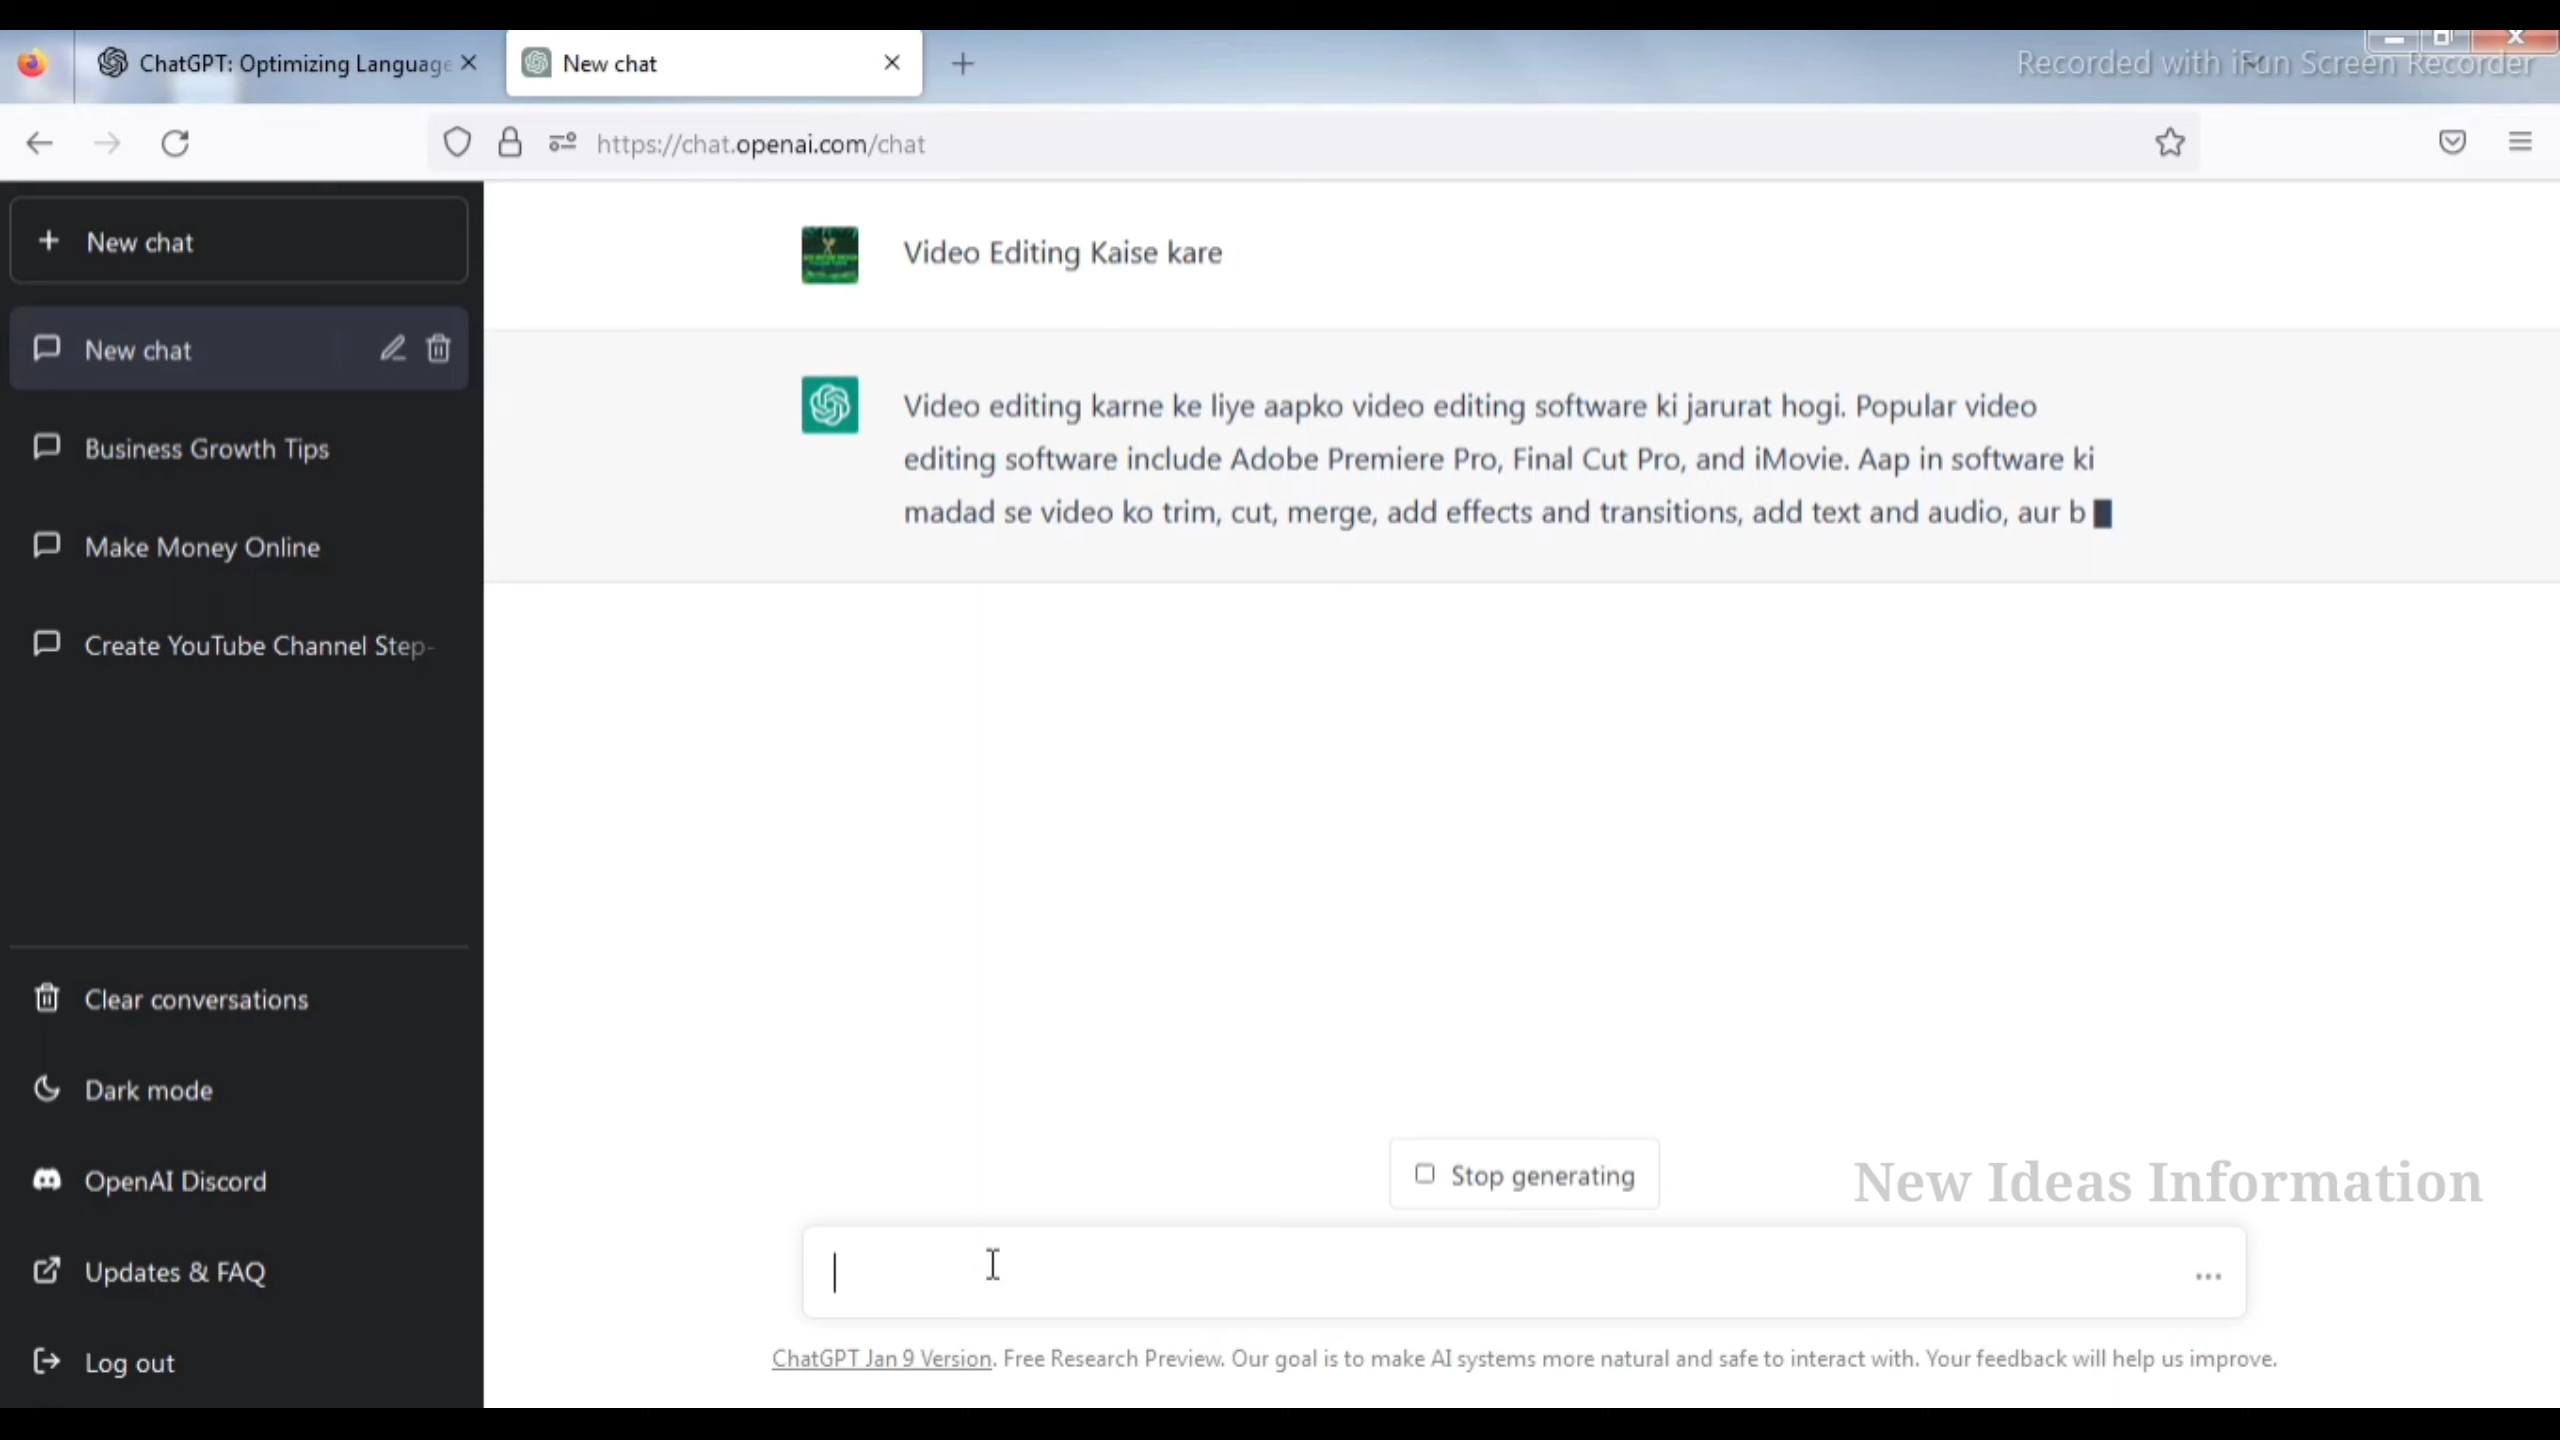 ChatGPT: Optimizing Language
New chat
Recorded with iFun Screen Recorder
https://chat.openai.com/chat
New chat
New chat
Business Growth Tips
Make Money Online
Create YouTube Channel Step-
Clear conversations
Dark mode
OpenAI Discord
Updates & FAQ
Log out
Video Editing Kaise kare
Video editing karne ke liye aapko video editing software ki jarurat hogi. Popular video
editing software include Adobe Premiere Pro, Final Cut Pro, and iMovie. Aap in software ki
madad se video ko trim, cut, merge, add effects and transitions, add text and audio, aur b
Stop generating
New Ideas Information
ChatGPT Jan 9 Version. Free Research Preview. Our goal is to make AI systems more natural and safe to interact with. Your feedback will help us improve.